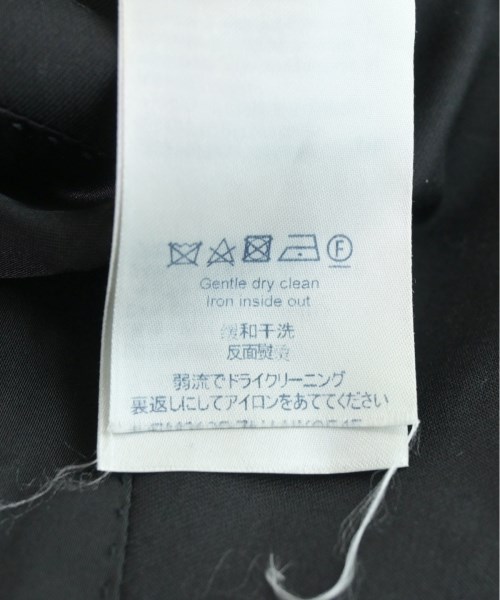 F
Gentle dry clean
Iron inside out
缓和干洗
反面熨烫
弱流でドライクリーニング
裏返しにしてアイロンをあててください